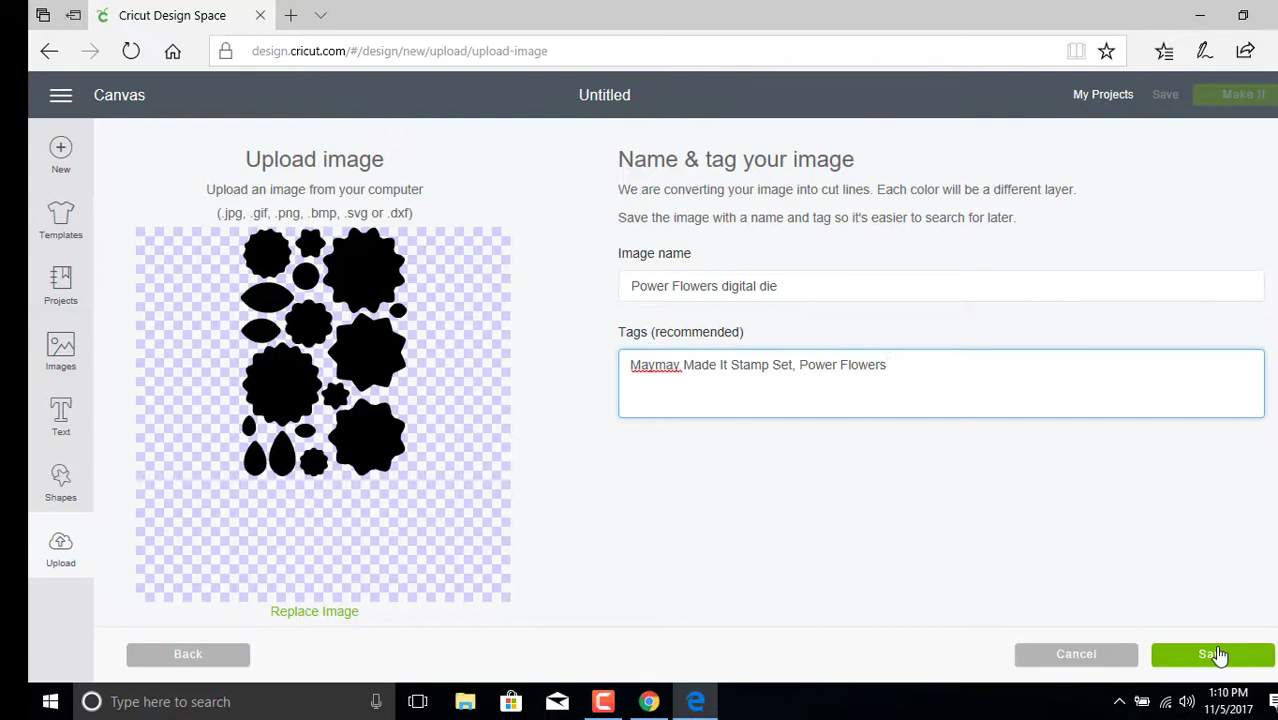 Cricut Design Space
design.cricut.com/#/design/new/upload/upload-image
Canvas
Untitled
My Projects
Save
Make It
New
Templates
Projects
Images
Text
Shapes
Upload
Upload image
Upload an image from your computer
(.jpg, .gif, .png, .bmp, .svg or .dxf)
Replace Image
Name & tag your image
We are converting your image into cut lines. Each color will be a different layer.
Save the image with a name and tag so it's easier to search for later.
Image name
Power Flowers digital die
Tags (recommended)
Maymay Made It Stamp Set, Power Flowers
Back
Cancel
Type here to search
1:10 PM
11/5/2017